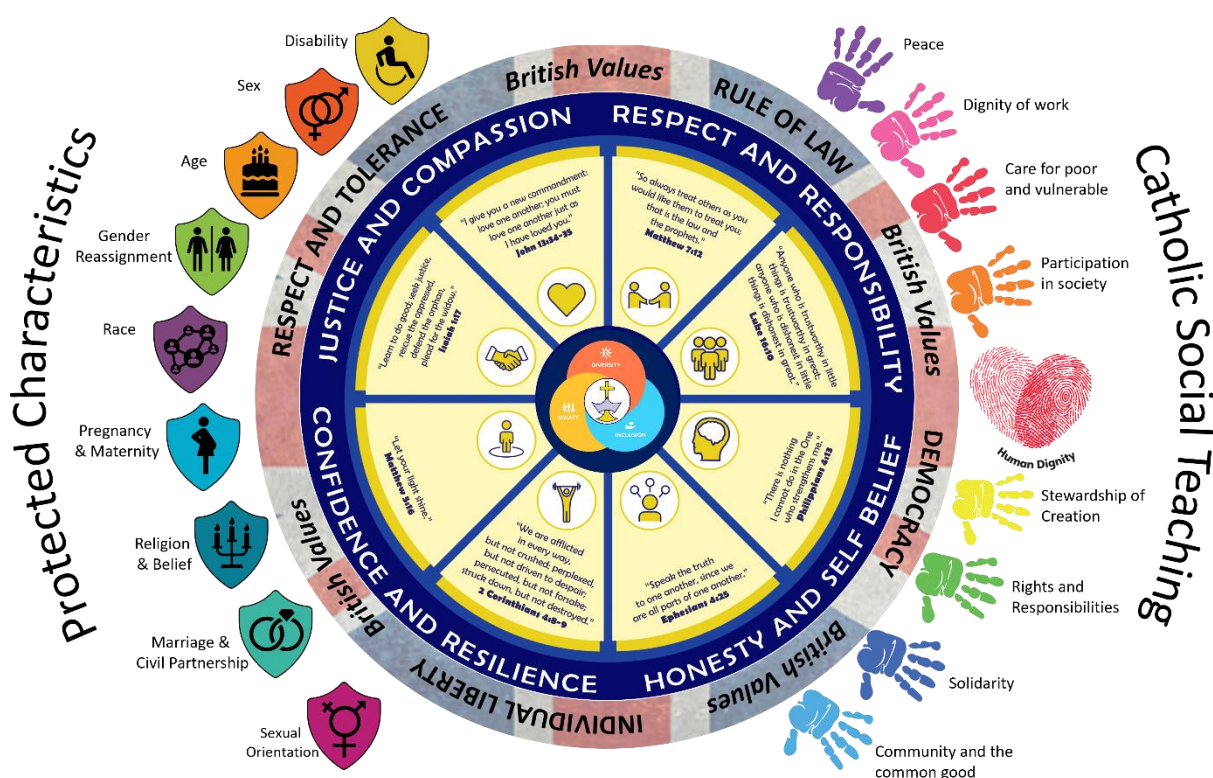 Protected Characteristics
Disability
Sex
Age
Gender
Reassignment
Race
Pregnancy
& Maternity
Religion
& Belief
Marriage &
Civil Partnership
Sexual
Orientation
British Values
RULE OF LAW
British Values
DEMOCRACY
British Values
INDIVIDUAL LIBERTY
British Values
RESPECT AND TOLERANCE
JUSTICE AND COMPASSION
RESPECT AND RESPONSIBILITY
HONESTY AND SELF BELIEF
CONFIDENCE AND RESILIENCE
"I give you a new commandment:
love one another; you must
love one another just as
I have loved you."
John 13:34-35
"So always treat others as you
would like them to treat you;
that is the law and
the prophets."
Matthew 7:12
"Anyone who is trustworthy in little
things is trustworthy in great;
anyone who is dishonest in little
things is dishonest in great."
Luke 16:10
"There is nothing
I cannot do in the One
who strengthens me."
Philippians 4:13
"Speak the truth
to one another, since we
are all parts of one another."
Ephesians 4:25
"We are afflicted
in every way,
but not crushed; perplexed,
but not driven to despair;
persecuted, but not forsake;
struck down, but not destroyed."
2 Corinthians 4:8-9
"Let your light shine."
Matthew 5:16
"Learn to do good; seek justice,
rescue the oppressed,
defend the orphan,
plead for the widow."
Isaiah 1:17
DIVERSITY
EQUITY
INCLUSION
Peace
Dignity of work
Care for poor
and vulnerable
Participation
in society
Human Dignity
Stewardship of
Creation
Rights and
Responsibilities
Solidarity
Community and the
common good
Catholic Social Teaching